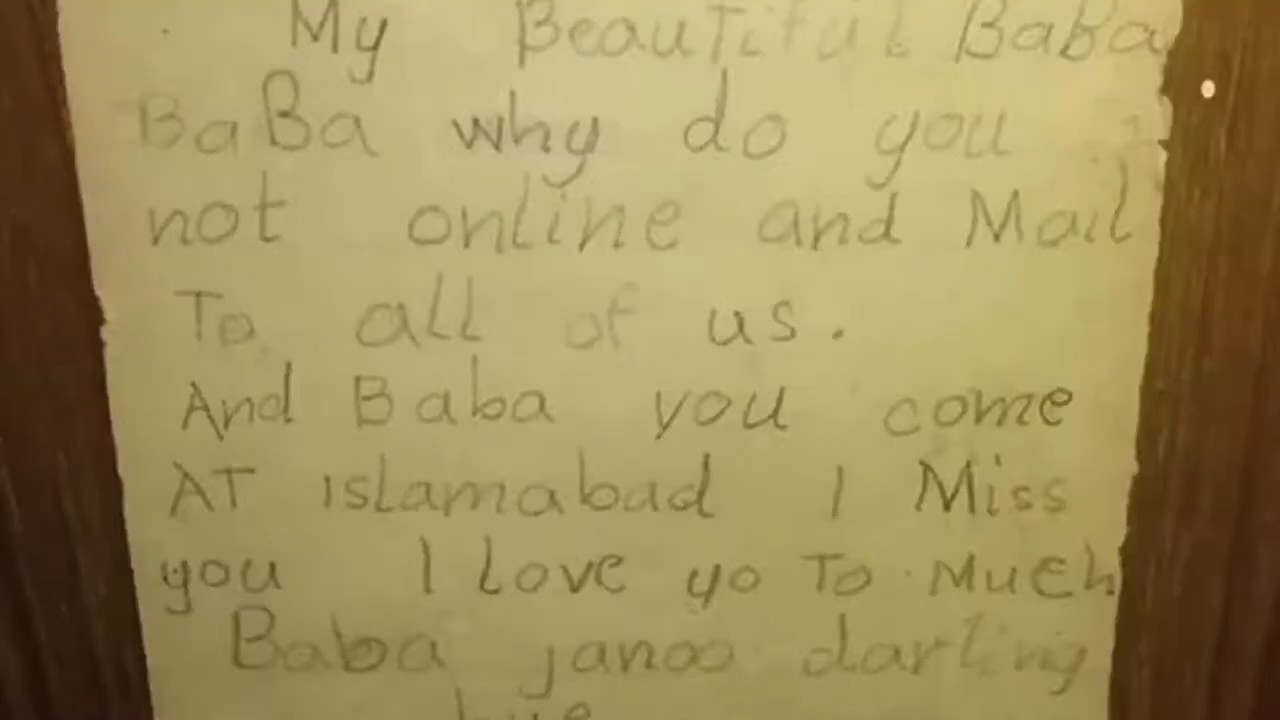 My Beautiful Baba
BaBa why do you
not online and Mail
To all of us.
And Baba you come
AT islamabad I Miss
you I Love yo To Much
Baba janoo darling
bye